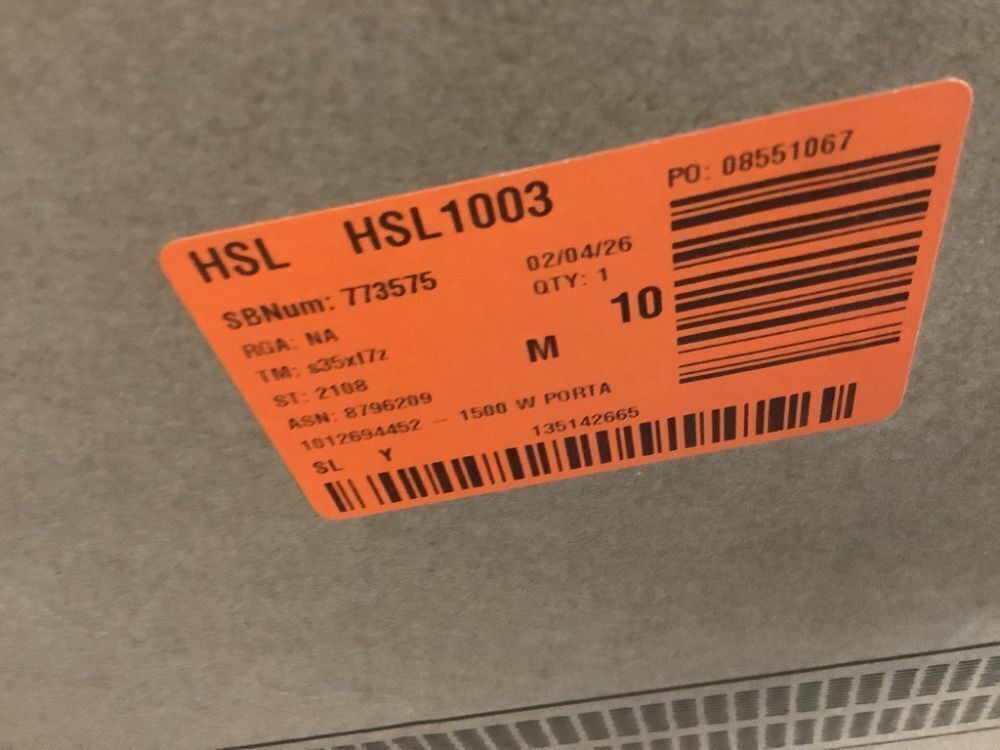 HSL HSL1003
PO: 08551067
SBNum: 773575
02/04/26
RGA: NA
QTY: 1
TM: s35xf7z
M 10
ST: 2108
ASN: 8796209
1012694452 - 1500 W PORTA
SL Y
135142665